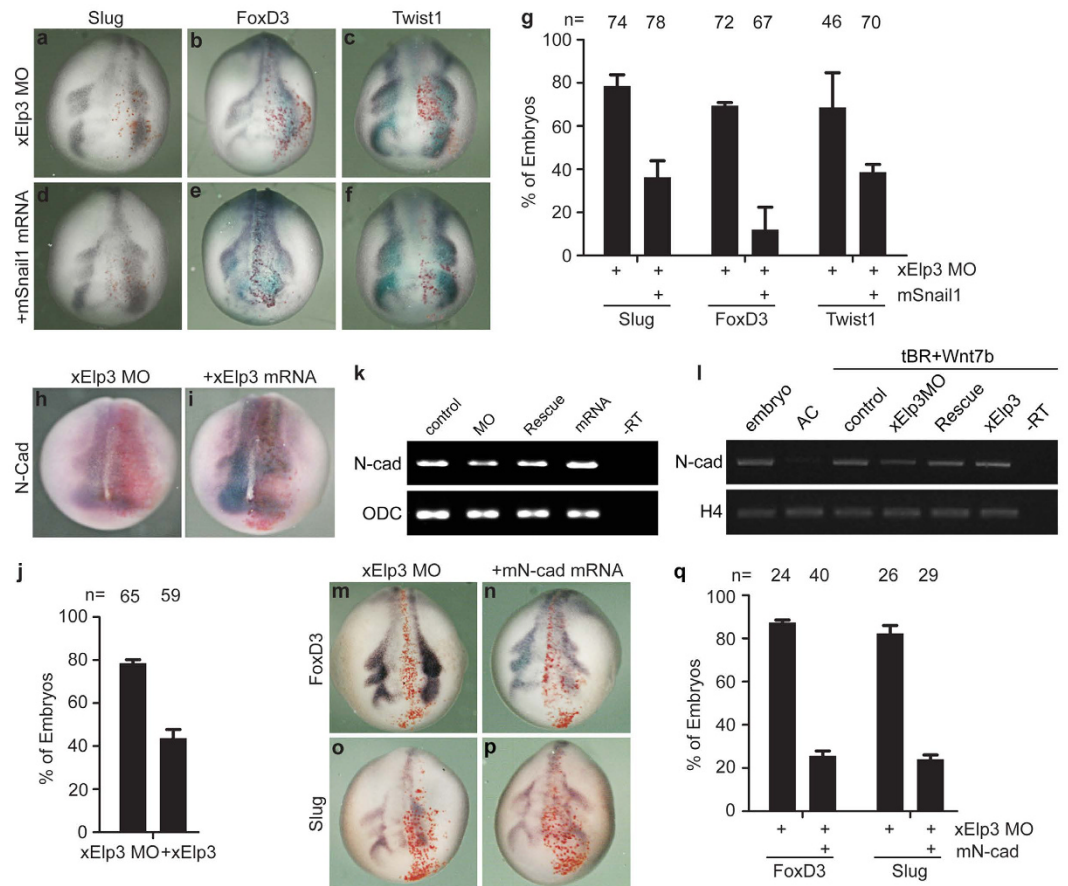 Slug FoxD3 Twist1
xElp3 MO
+mSnail1 mRNA
a b c
d e f
g
n= 74 78 72 67 46 70
% of Embryos
100
80
60
40
20
0
+ + + + + + xElp3 MO
+ + + mSnail1
Slug FoxD3 Twist1
xElp3 MO +xElp3 mRNA
N-Cad
h i
k
control MO Rescue mRNA -RT
N-cad
ODC
l
tBR+Wnt7b
embryo AC control xElp3MO Rescue xElp3 -RT
N-cad
H4
j
n= 65 59
% of Embryos
100
80
60
40
20
0
xElp3 MO +xElp3
xElp3 MO +mN-cad mRNA
FoxD3
m n
Slug
o p
q
n= 24 40 26 29
% of Embryos
100
80
60
40
20
0
+ + + + xElp3 MO
+ + mN-cad
FoxD3 Slug